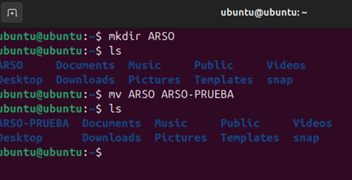 ubuntu@ubuntu: ~
ubuntu@ubuntu:~$ mkdir ARSO
ubuntu@ubuntu:~$ ls
ARSO Documents Music Public Videos
Desktop Downloads Pictures Templates snap
ubuntu@ubuntu:~$ mv ARSO ARSO-PRUEBA
ubuntu@ubuntu:~$ ls
ARSO-PRUEBA Documents Music Public Videos
Desktop Downloads Pictures Templates snap
ubuntu@ubuntu:~$